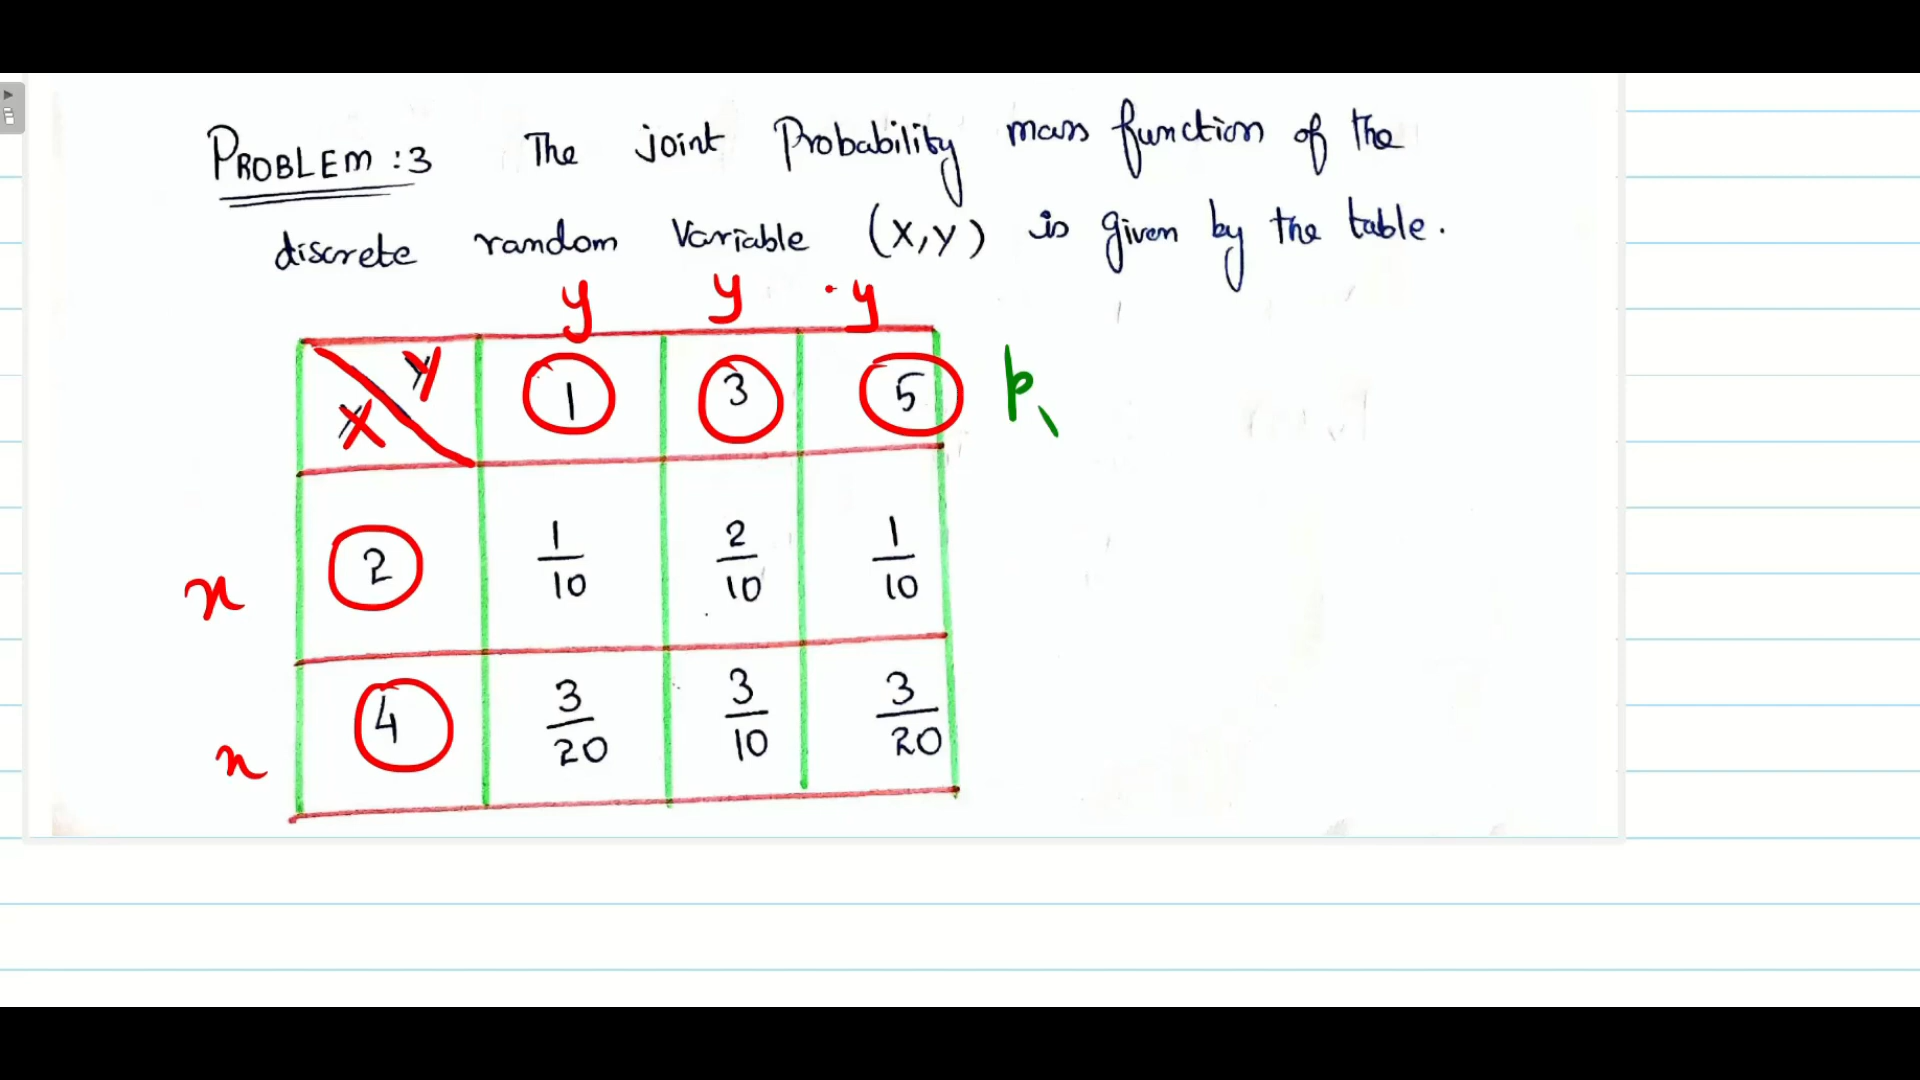 PROBLEM : 3 The joint Probability mass function of the
discrete random Variable (X,Y) is given by the table.
y y y
X Y 1 3 5 p
x 2 1/10 2/10 1/10
x 4 3/20 3/10 3/20